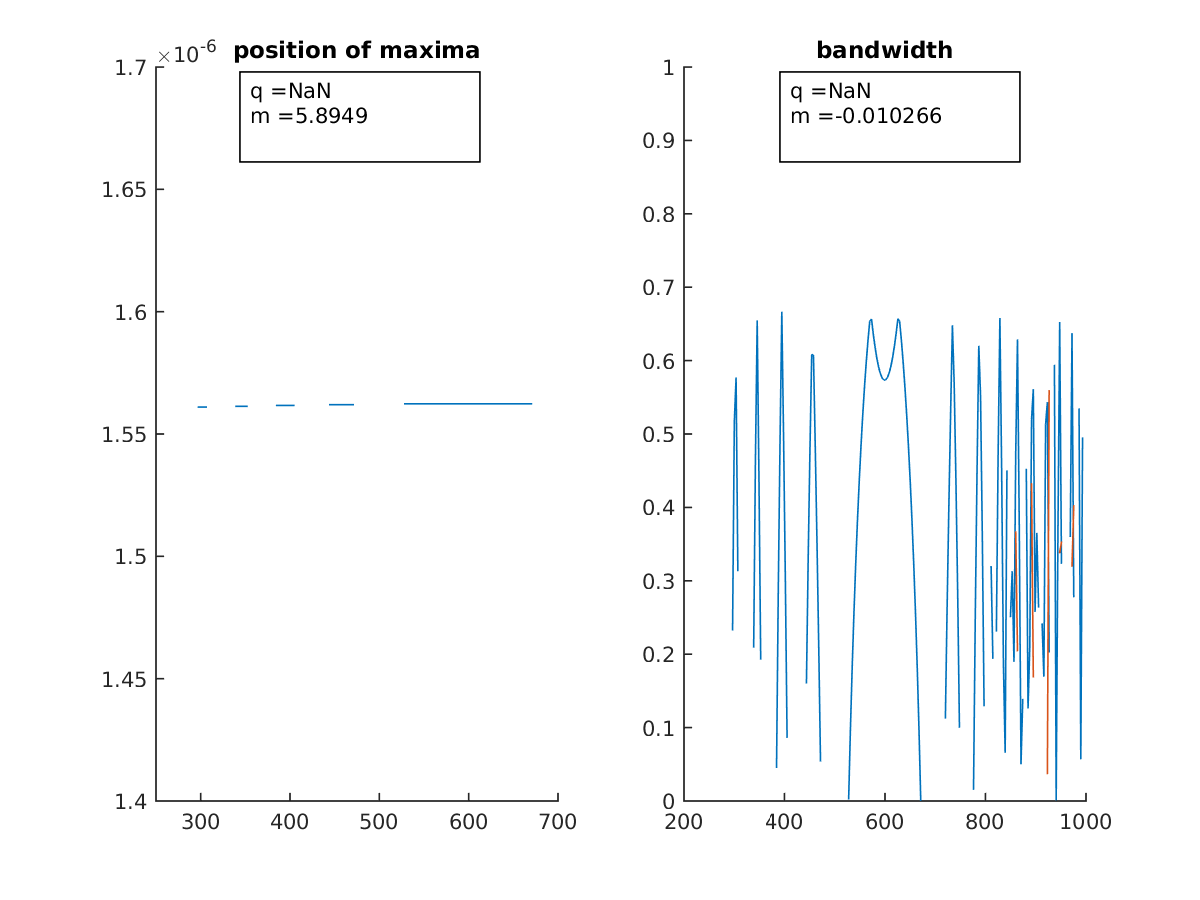 position of maxima
×10-6
q =NaN
m =5.8949
1.7
1.65
1.6
1.55
1.5
1.45
1.4
300 400 500 600 700
bandwidth
q =NaN
m =-0.010266
1
0.9
0.8
0.7
0.6
0.5
0.4
0.3
0.2
0.1
0
200 400 600 800 1000